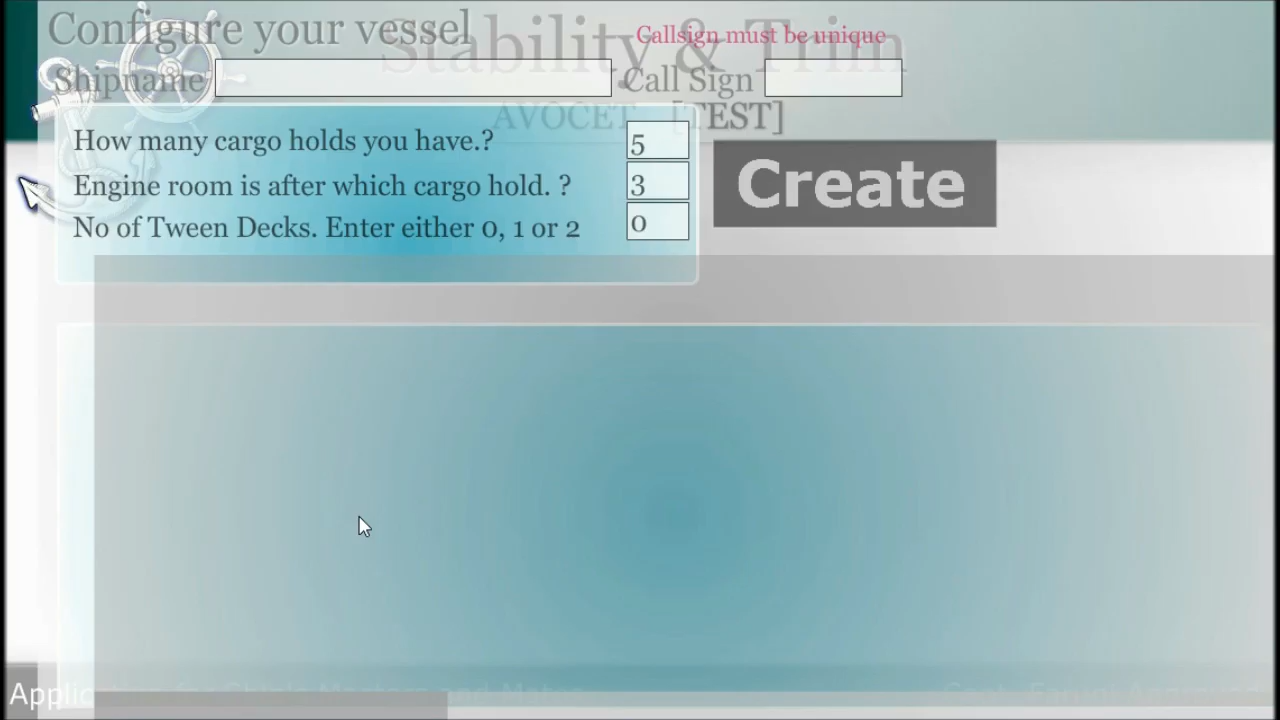 Configure your vessel
Stability & Trim
Callsign must be unique
Shipname
Call Sign
AVOCET [TEST]
How many cargo holds you have.? 5
Engine room is after which cargo hold. ? 3
No of Tween Decks. Enter either 0, 1 or 2 0
Create